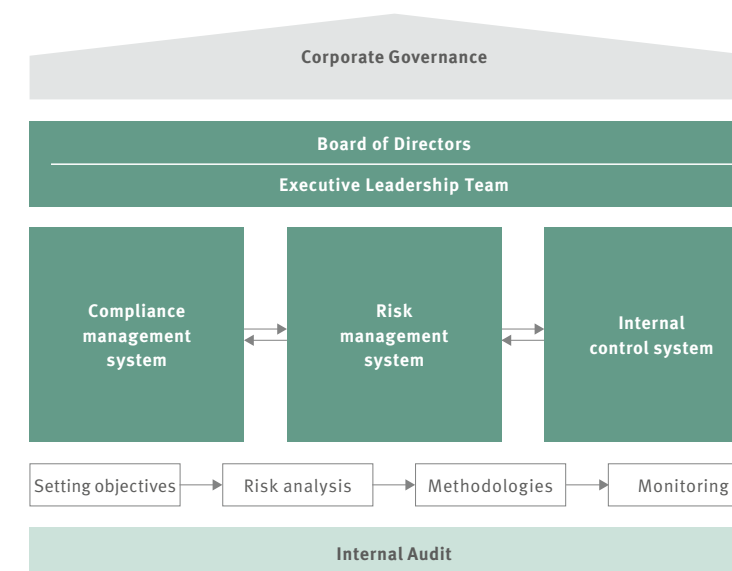 Corporate Governance
Board of Directors
Executive Leadership Team
Compliance
management
system
Risk
management
system
Internal
control system
Setting objectives
Risk analysis
Methodologies
Monitoring
Internal Audit